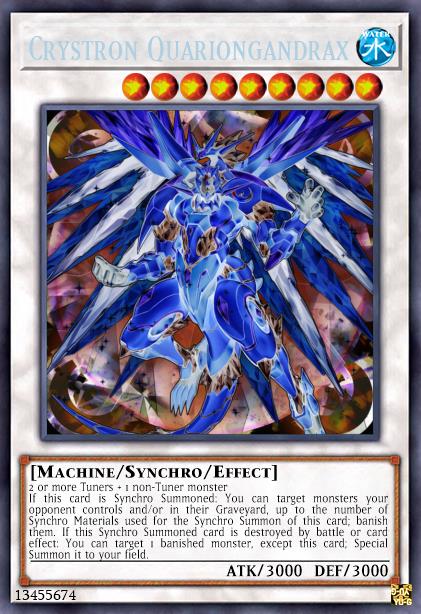 Crystron Quariongandrax
WATER
水
[Machine/Synchro/Effect]
2 or more Tuners + 1 non-Tuner monster
If this card is Synchro Summoned: You can target monsters your
opponent controls and/or in their Graveyard, up to the number of
Synchro Materials used for the Synchro Summon of this card; banish
them. If this Synchro Summoned card is destroyed by battle or card
effect: You can target 1 banished monster, except this card; Special
Summon it to your field.
ATK/3000 DEF/3000
13455674